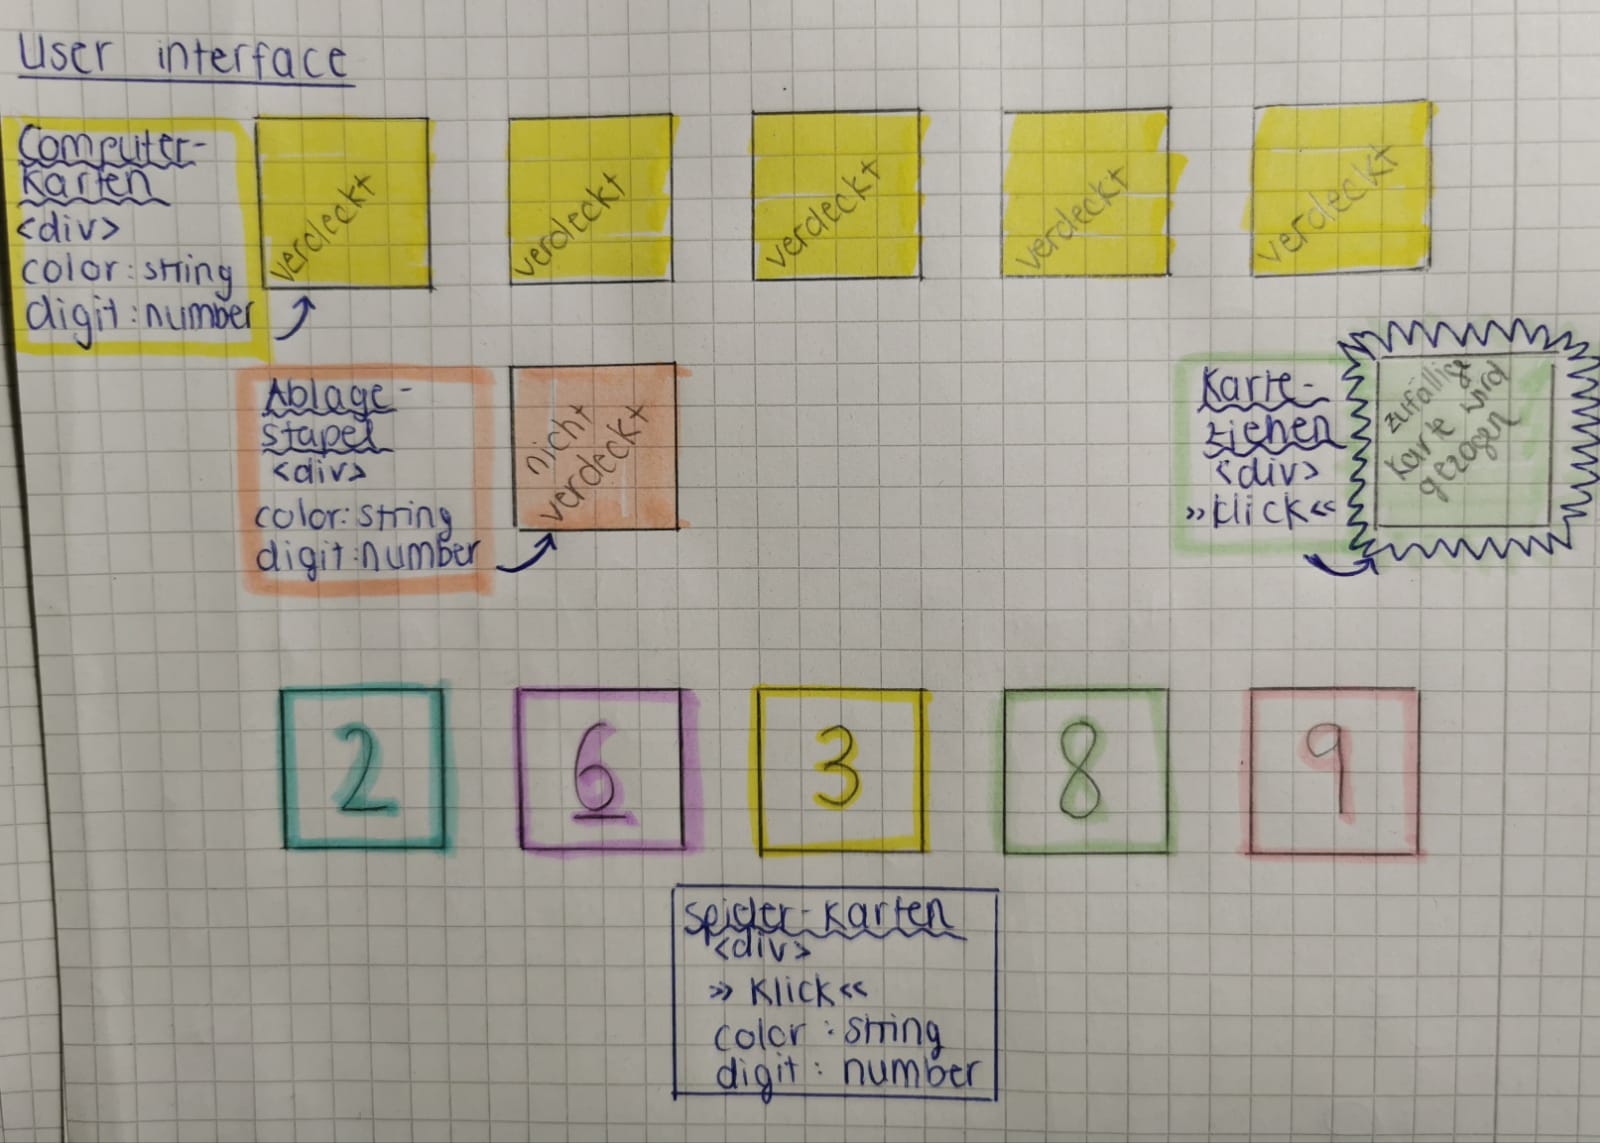 User interface
Computer-
Karten
<div>
color: string
digit: number
verdeckt
verdeckt
verdeckt
verdeckt
verdeckt
Ablage-
stapel
<div>
color: string
digit: number
nicht
verdeckt
Karte-
ziehen
<div>
»Klick«
zufällige
Karte wird
gezogen
2
6
3
8
9
Spieler-Karten
<div>
»Klick«
color: string
digit: number